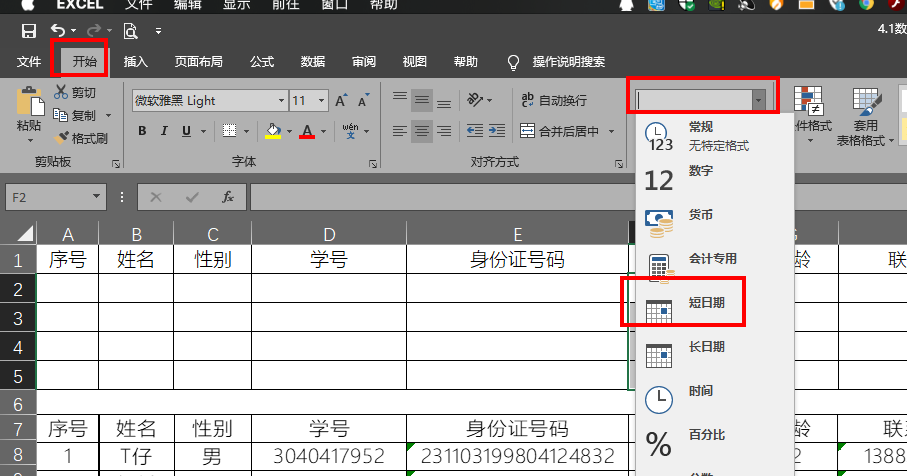 EXCEL 文件 编辑 显示 前往 窗口 帮助
4.1数
文件 开始 插入 页面布局 公式 数据 审阅 视图 帮助 操作说明搜索
粘贴 剪切 复制 格式刷
剪贴板
微软雅黑 Light 11 A A
B I U A wén 文
字体
ab 自动换行
合并后居中
对齐方式
件格式 套用 表格格式
常规
无特定格式
123
12 数字
货币
会计专用
短日期
长日期
时间
% 百分比
F2 fx
A B C D E G
1 序号 姓名 性别 学号 身份证号码 龄 联
2
3
4
5
6
7 序号 姓名 性别 学号 身份证号码 龄 联系
8 1 T仔 男 3040417952 231103199804124832 2 1388